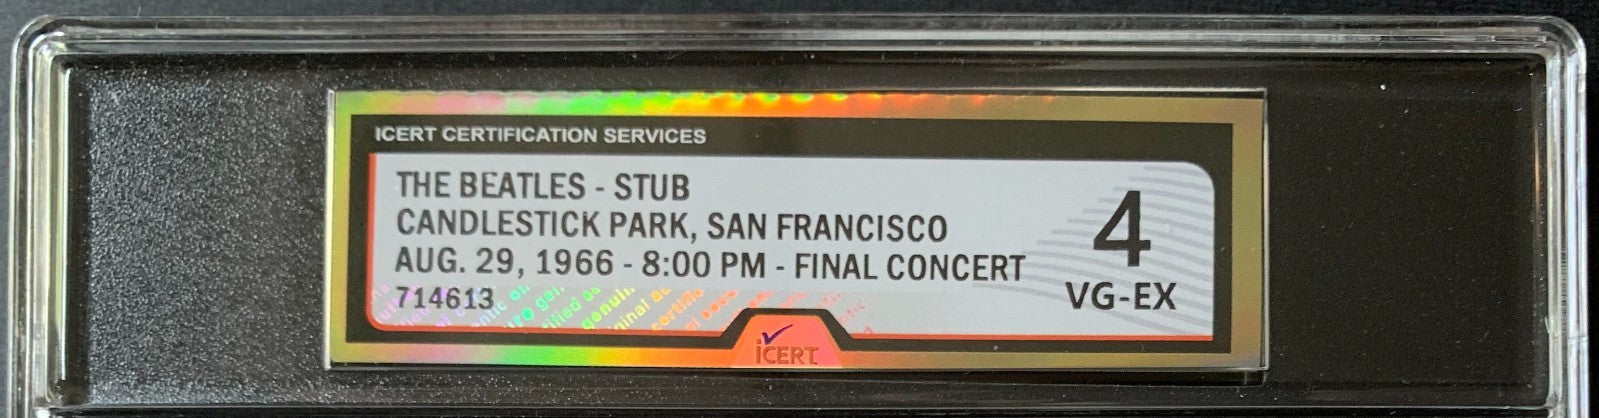 ICERT CERTIFICATION SERVICES
THE BEATLES - STUB
CANDLESTICK PARK, SAN FRANCISCO
AUG. 29, 1966 - 8:00 PM - FINAL CONCERT
714613
4
VG-EX
iCERT